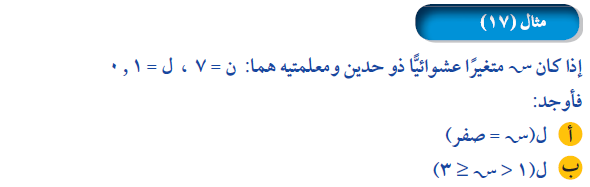 مثال (١٧)
إذا كان س متغيرًا عشوائيًّا ذو حدين ومعلمتيه هما: ن = ٧ ، ل = ٠,١
فأوجد:
أ ل(س = صفر)
ب ل(١ < س ≤ ٣)